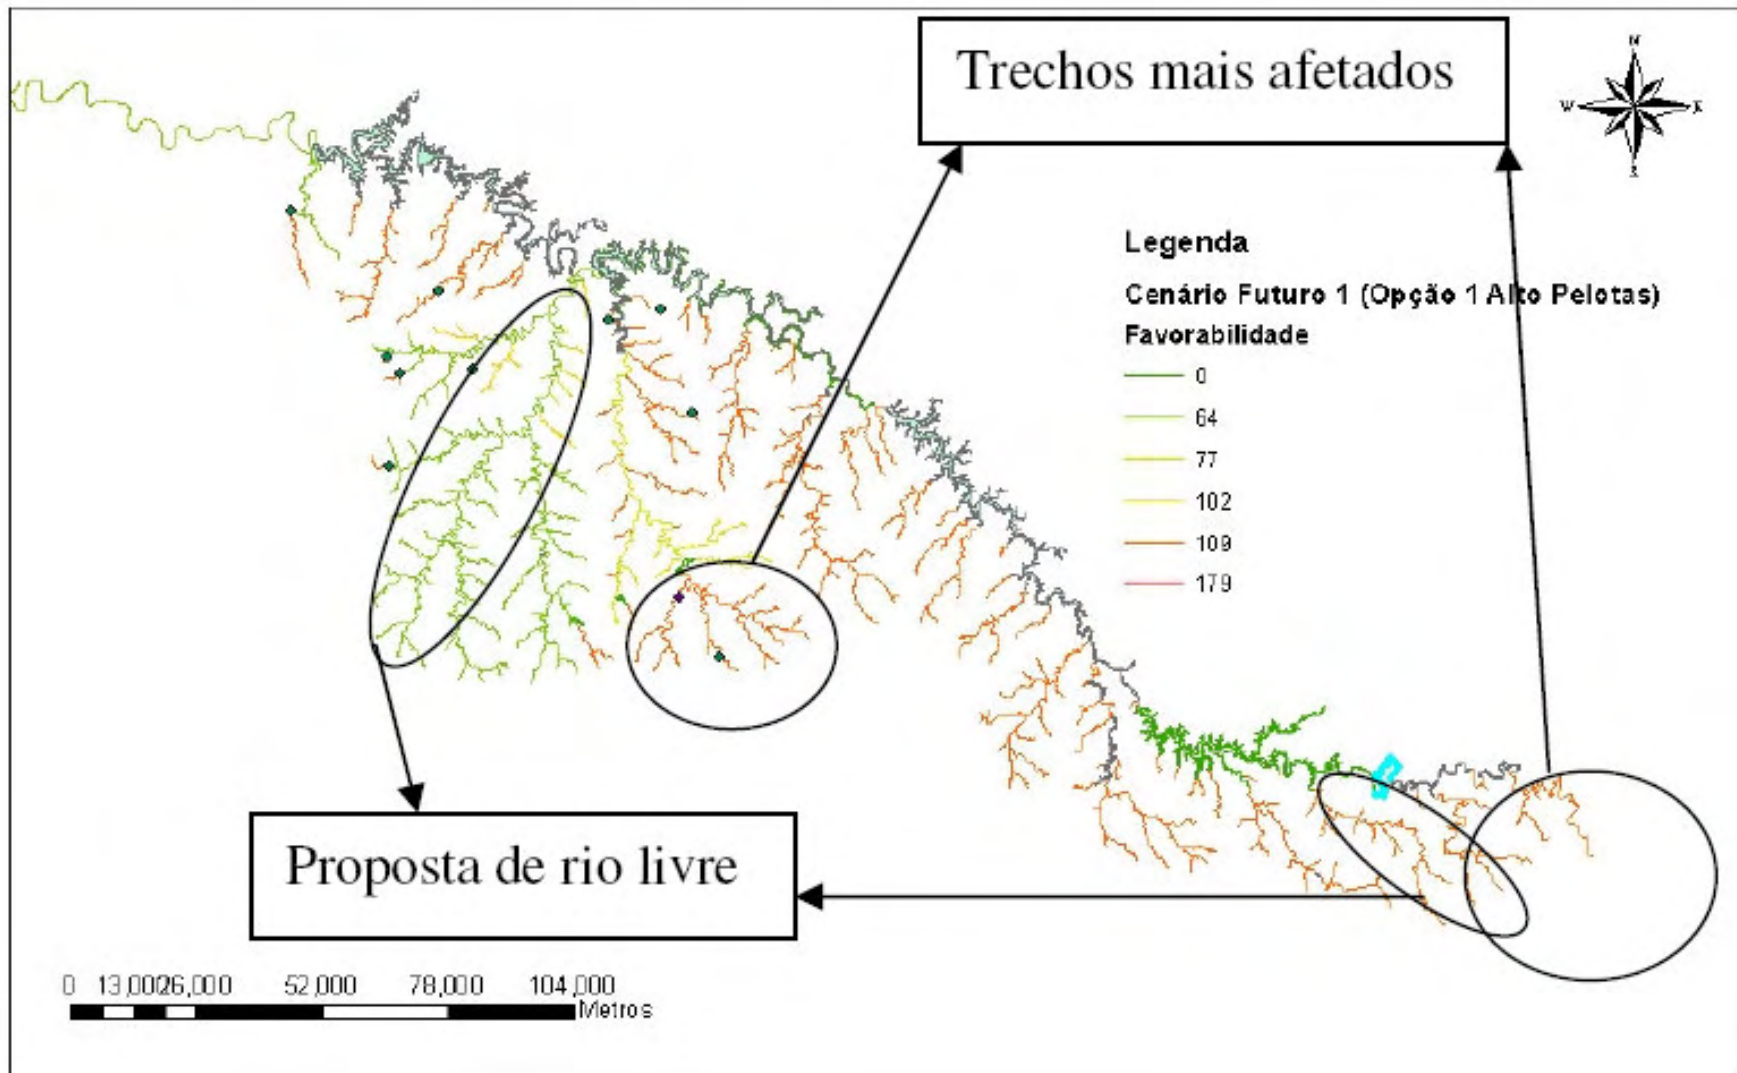 Trechos mais afetados
N
W
S
Legenda
Cenário Futuro 1 (Opção 1 Alto Pelotas)
Favorabilidade
0
64
77
102
109
179
Proposta de rio livre
0 13,000 26,000 52,000 78,000 104,000
Metros